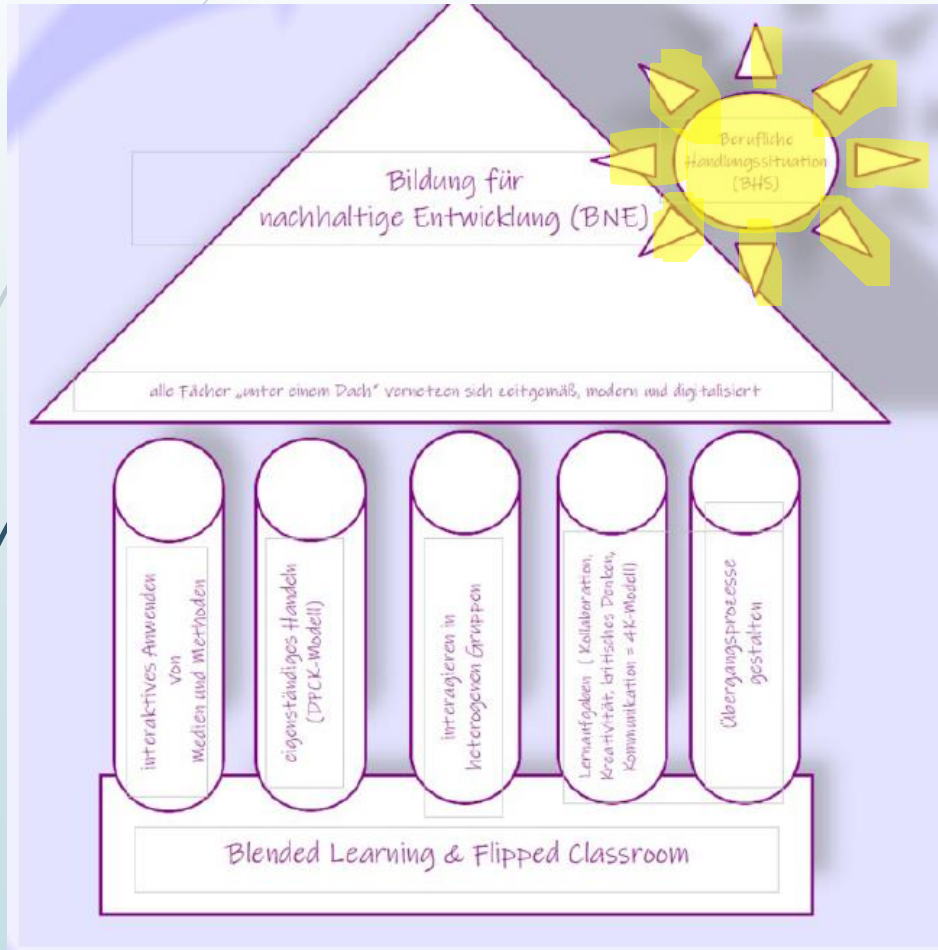 Berufliche
Handlungssituation
(BHS)
Bildung für
nachhaltige Entwicklung (BNE)
alle Fächer „unter einem Dach“ vernetzen sich zeitgemäß, modern und digitalisiert
interaktives Anwenden
von
Medien und Methoden
eigenständiges Handeln
(DPCK-Modell)
interagieren in
heterogenen Gruppen
Lernaufgaben ( Kollaboration,
Kreativität, kritisches Denken,
Kommunikation = 4K-Modell)
Übergangsprozesse
gestalten
Blended Learning & Flipped Classroom